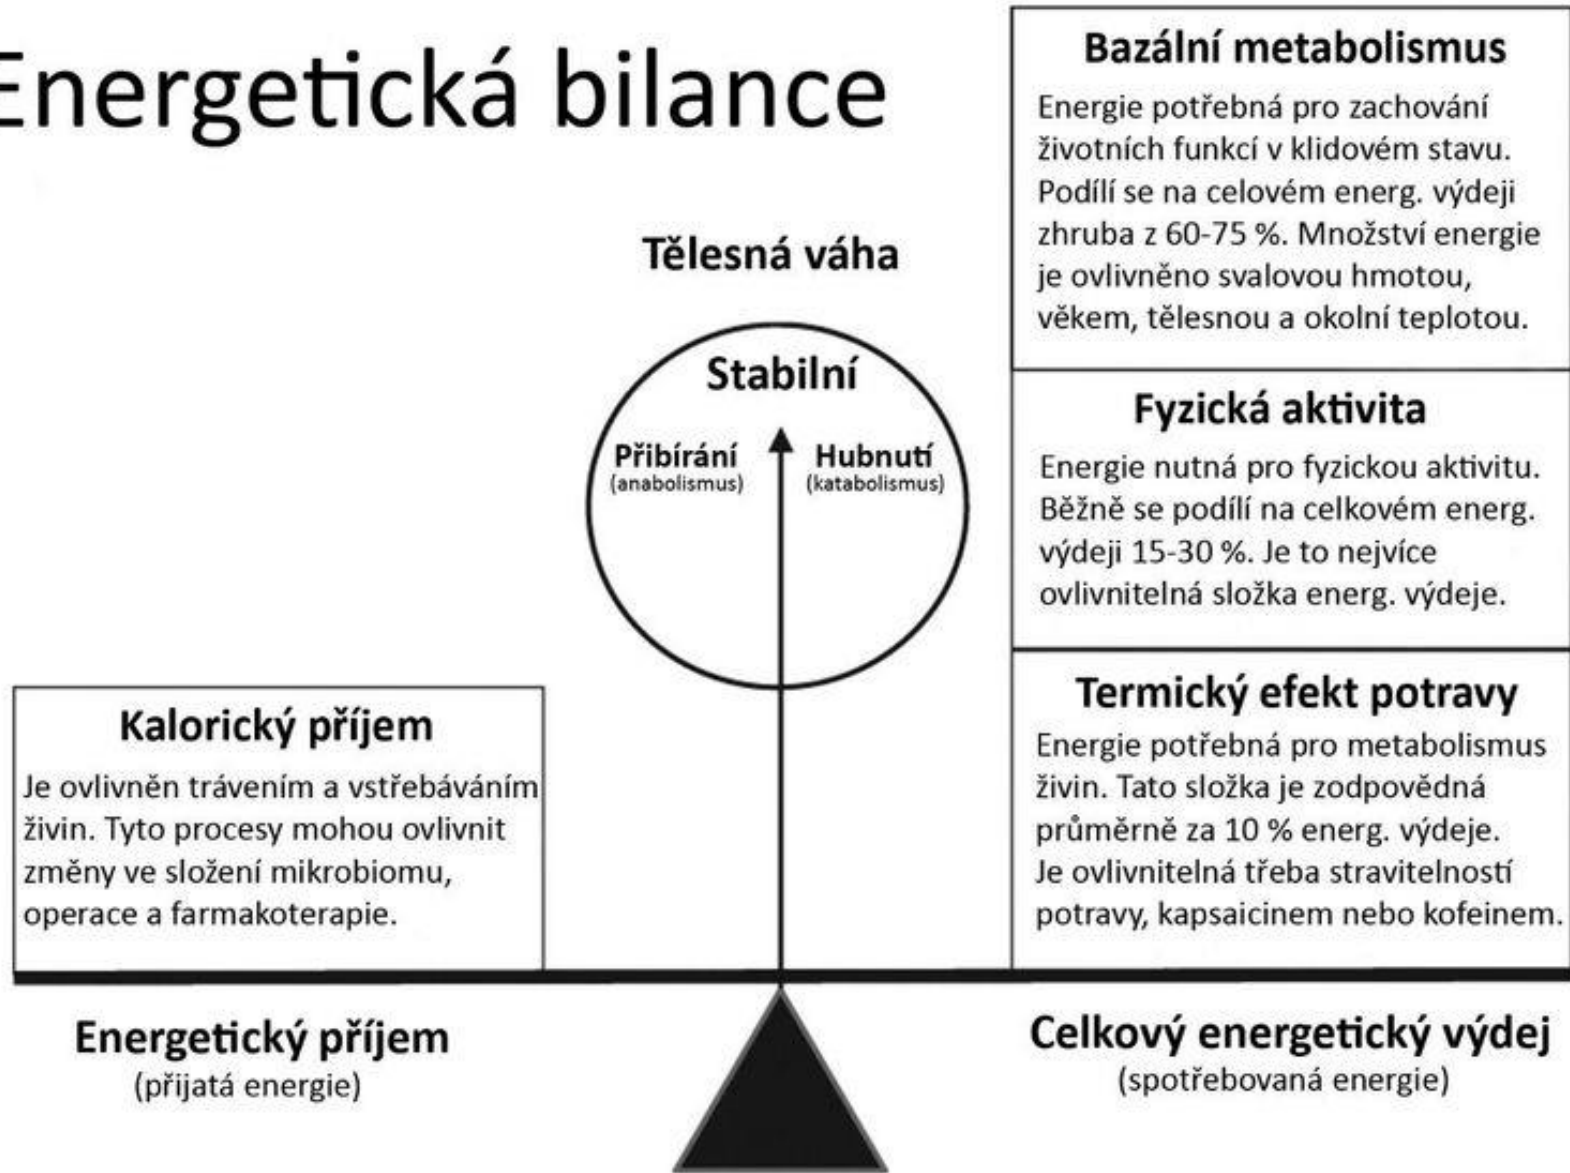 Energetická bilance
Tělesná váha
Stabilní
Přibírání
(anabolismus)
Hubnutí
(katabolismus)
Kalorický příjem
Je ovlivněn trávením a vstřebáváním
živin. Tyto procesy mohou ovlivnit
změny ve složení mikrobiomu,
operace a farmakoterapie.
Energetický příjem
(přijatá energie)
Bazální metabolismus
Energie potřebná pro zachování
životních funkcí v klidovém stavu.
Podílí se na celovém energ. výdeji
zhruba z 60-75 %. Množství energie
je ovlivněno svalovou hmotou,
věkem, tělesnou a okolní teplotou.
Fyzická aktivita
Energie nutná pro fyzickou aktivitu.
Běžně se podílí na celkovém energ.
výdeji 15-30 %. Je to nejvíce
ovlivnitelná složka energ. výdeje.
Termický efekt potravy
Energie potřebná pro metabolismus
živin. Tato složka je zodpovědná
průměrně za 10 % energ. výdeje.
Je ovlivnitelná třeba stravitelností
potravy, kapsaicinem nebo kofeinem.
Celkový energetický výdej
(spotřebovaná energie)